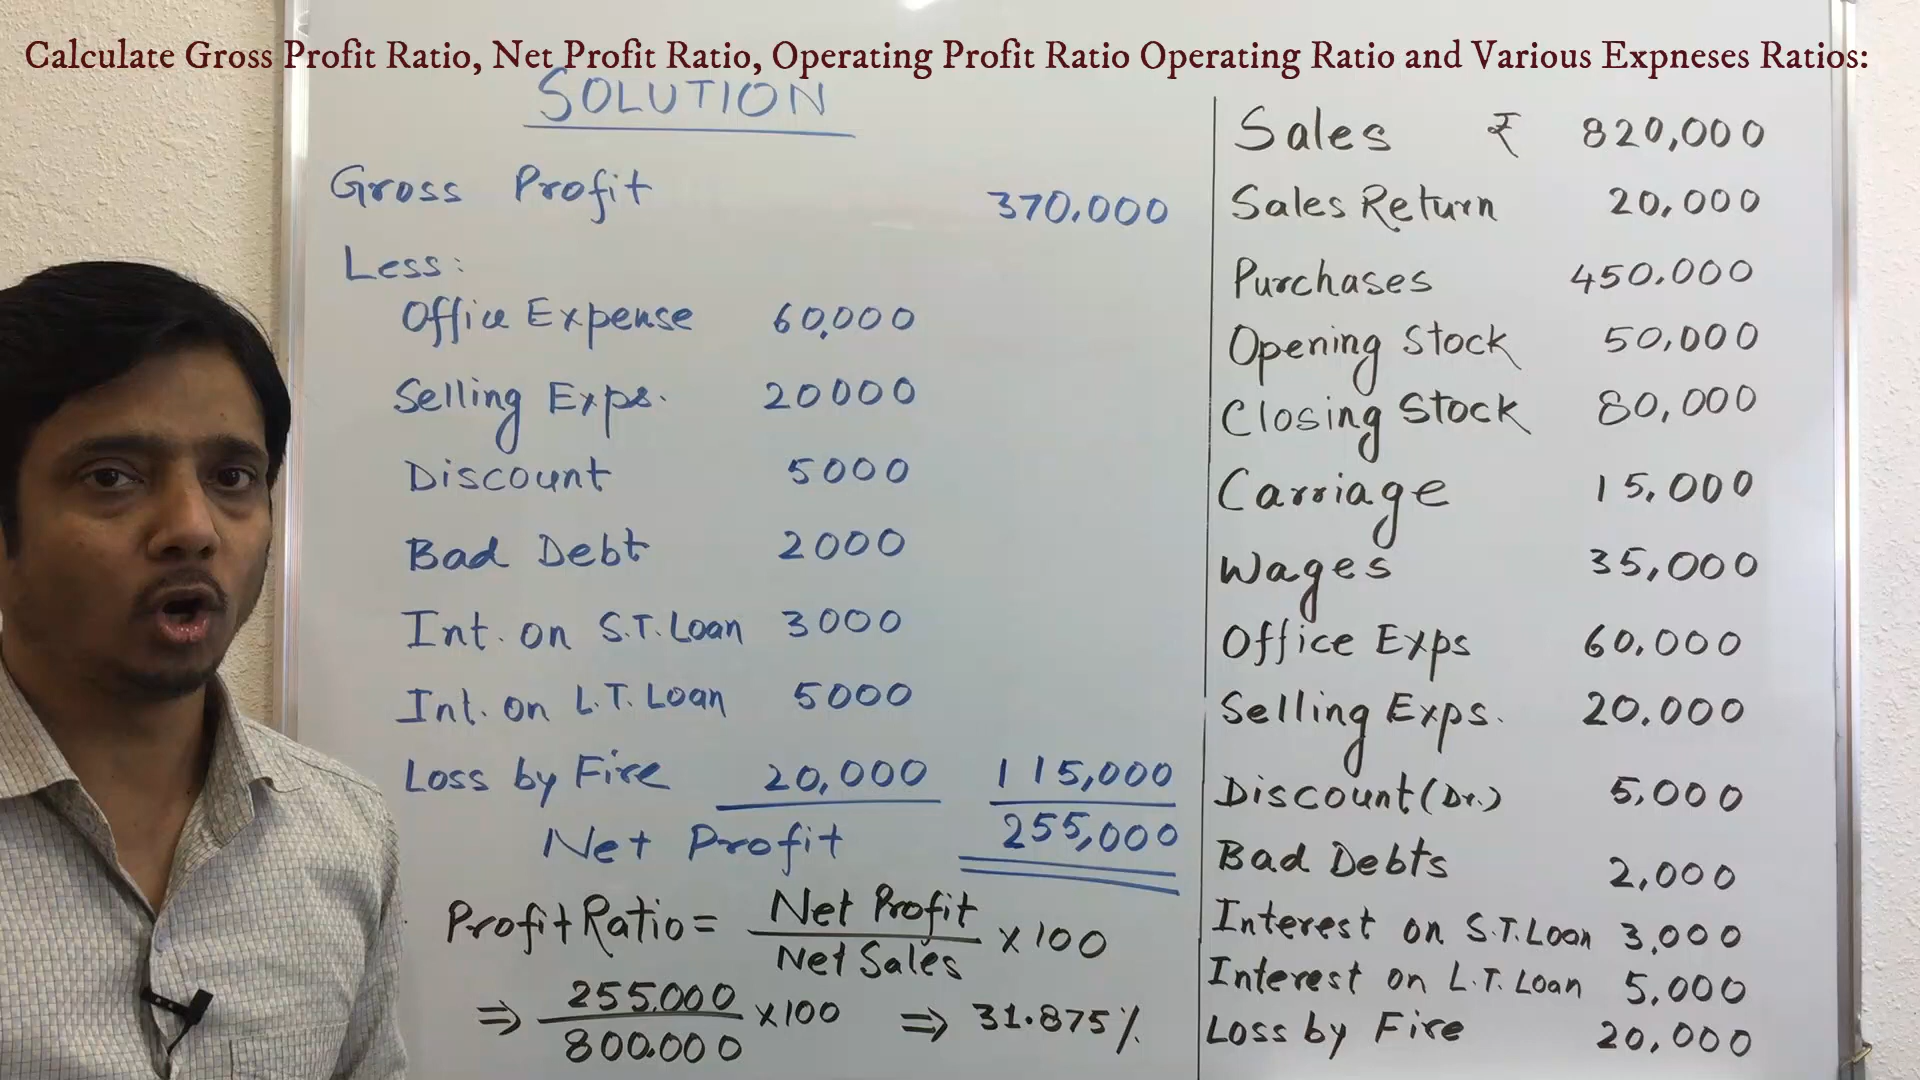 Calculate Gross Profit Ratio, Net Profit Ratio, Operating Profit Ratio Operating Ratio and Various Expneses Ratios:
SOLUTION
Gross Profit 370.000
Less:
Office Expense 60,000
Selling Exps. 20000
Discount 5000
Bad Debt 2000
Int. on S.T. Loan 3000
Int. on L.T. Loan 5000
Loss by Fire 20,000 115,000
Net Profit 255,000
Profit Ratio = Net Profit / Net Sales × 100
⇒ 255.000 / 800.000 ×100 ⇒ 31.875%
Sales ₹ 820,000
Sales Return 20,000
Purchases 450.000
Opening Stock 50,000
Closing Stock 80,000
Carriage 15,000
Wages 35,000
Office Exps 60,000
Selling Exps. 20.000
Discount (Dr.) 5,000
Bad Debts 2,000
Interest on S.T. Loan 3,000
Interest on L.T. Loan 5,000
Loss by Fire 20,000